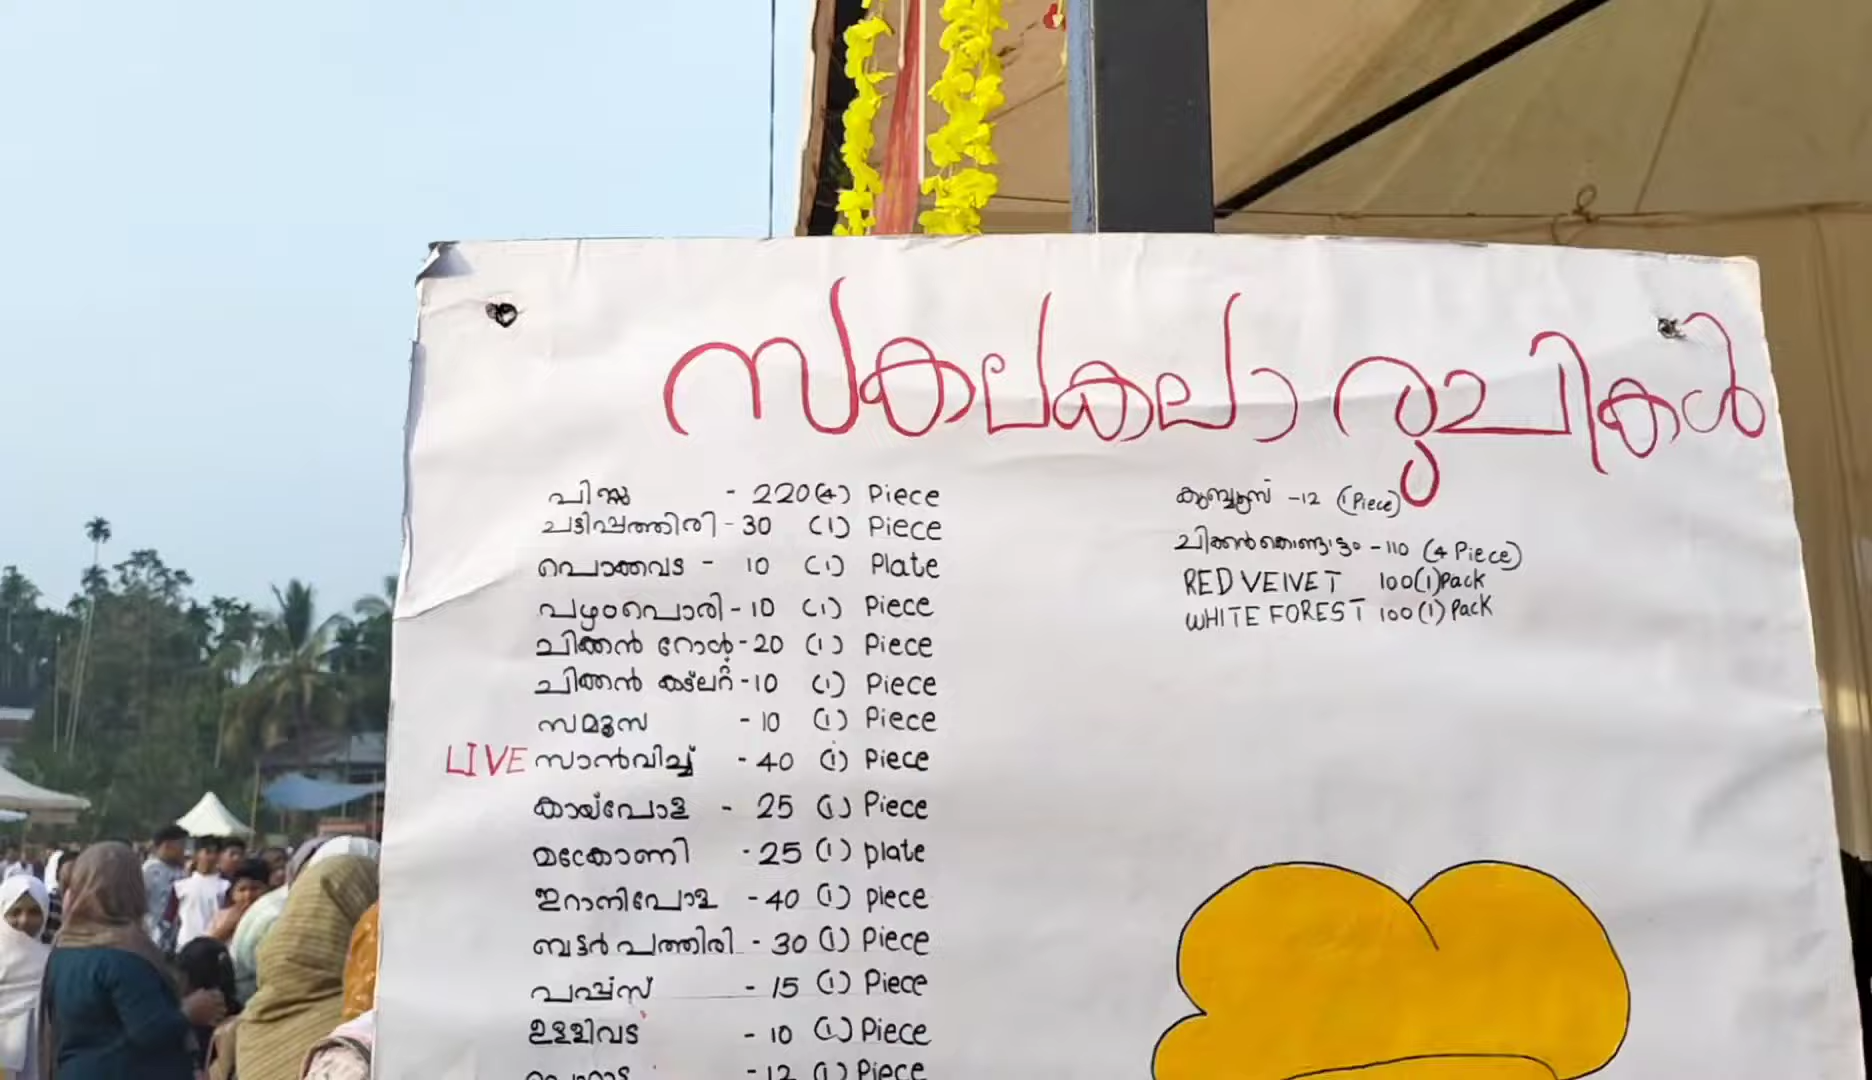 സകലകലാ രുചികൾ
പിസ്സ - 220 (4) Piece
ചട്ടിപ്പത്തിരി - 30 (1) Piece
പൊക്കവട - 10 (1) Plate
പഴംപൊരി - 10 (1) Piece
ചിക്കൻ റോൾ - 20 (1) Piece
ചിക്കൻ കട്ലറ്റ് - 10 (1) Piece
സമൂസ - 10 (1) Piece
LIVE സാൻവിച്ച് - 40 (1) Piece
കായ്പോള - 25 (1) Piece
മക്രോണി - 25 (1) plate
ഇറാനിപോള - 40 (1) piece
ബട്ടർ പത്തിരി - 30 (1) Piece
പപ്പ്സ് - 15 (1) Piece
ഉള്ളിവട - 10 (1) Piece
- 12 (1) Piece
കുബ്ബൂസ് - 12 (1 Piece)
ചിക്കൻകൊണ്ടാട്ടം - 110 (4 Piece)
RED VEIVET 100 (1) Pack
WHITE FOREST 100 (1) Pack